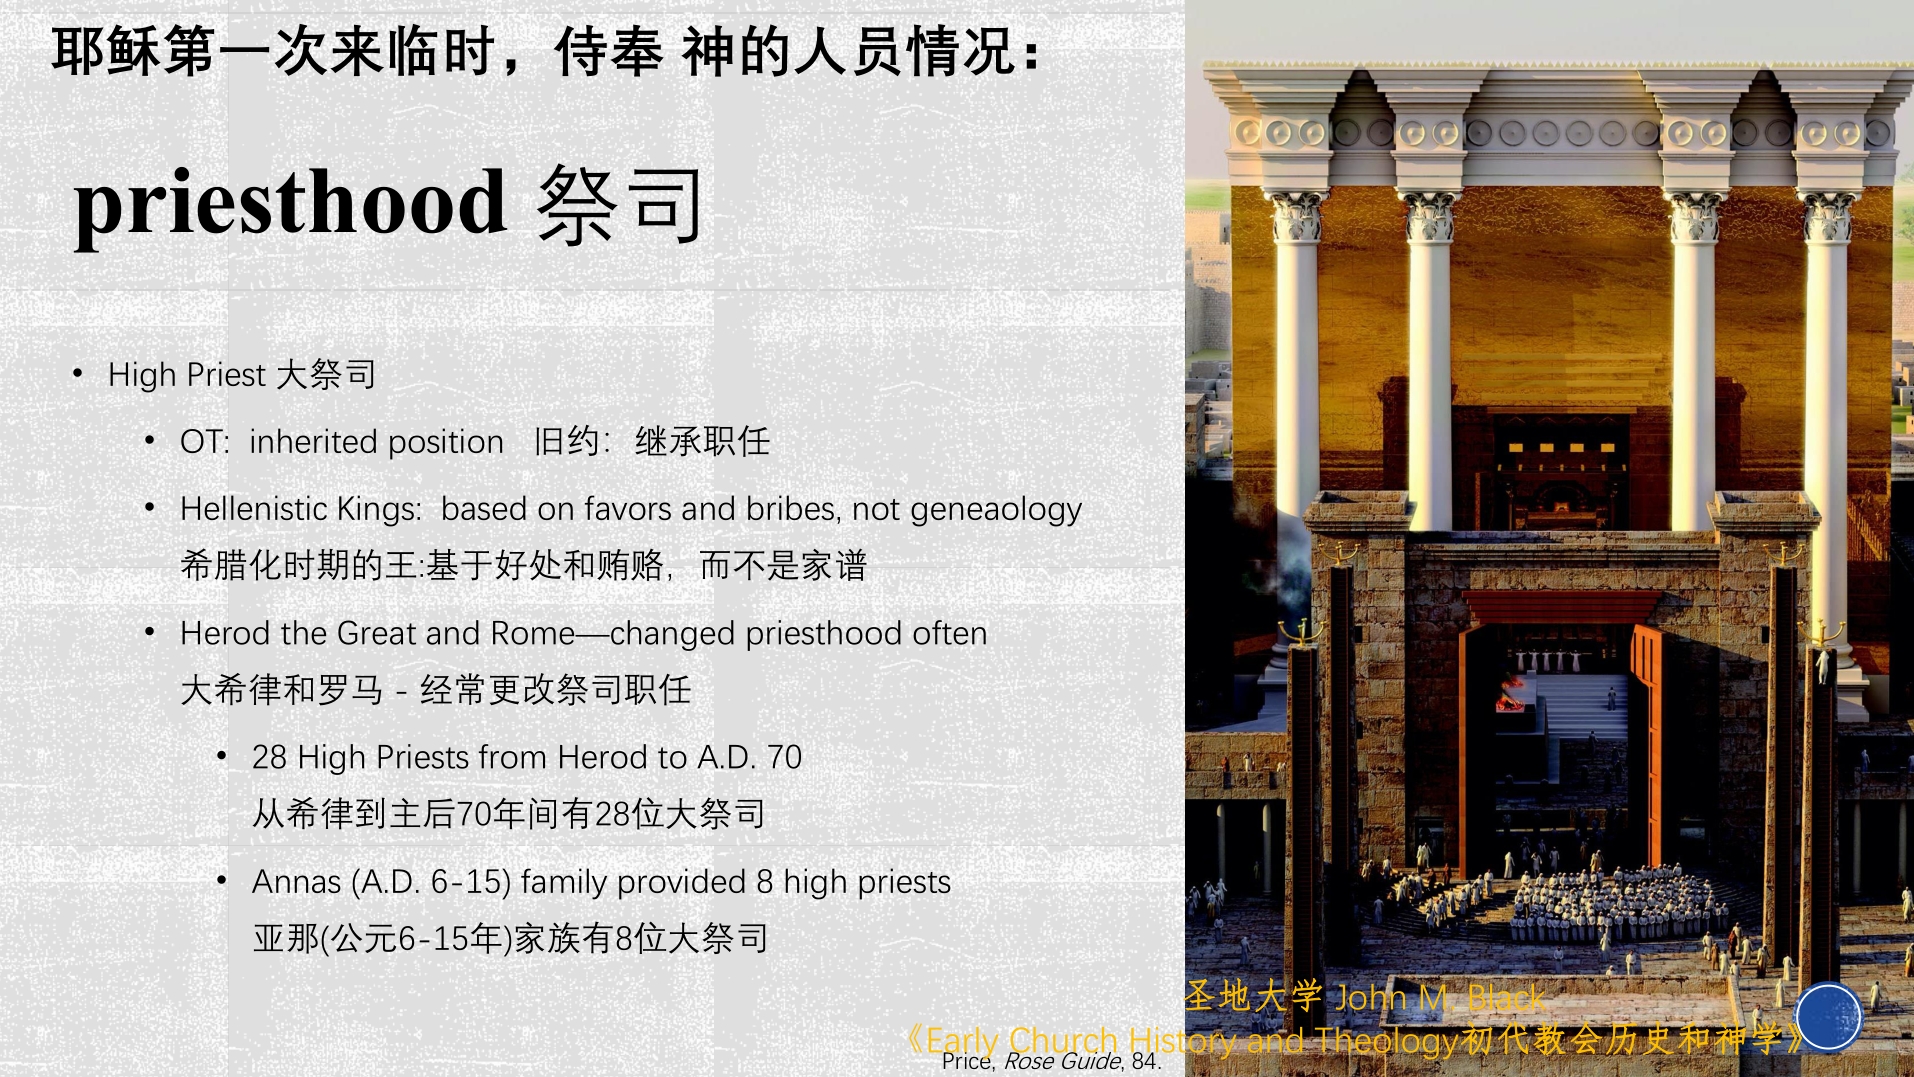 耶稣第一次来临时，侍奉 神的人员情况：
priesthood 祭司
• High Priest 大祭司
• OT: inherited position 旧约：继承职任
• Hellenistic Kings: based on favors and bribes, not geneaology
希腊化时期的王:基于好处和贿赂，而不是家谱
• Herod the Great and Rome—changed priesthood often
大希律和罗马 - 经常更改祭司职任
• 28 High Priests from Herod to A.D. 70
从希律到主后70年间有28位大祭司
• Annas (A.D. 6-15) family provided 8 high priests
亚那(公元6-15年)家族有8位大祭司
圣地大学 John M. Black
《Early Church History and Theology初代教会历史和神学》
Price, Rose Guide, 84.